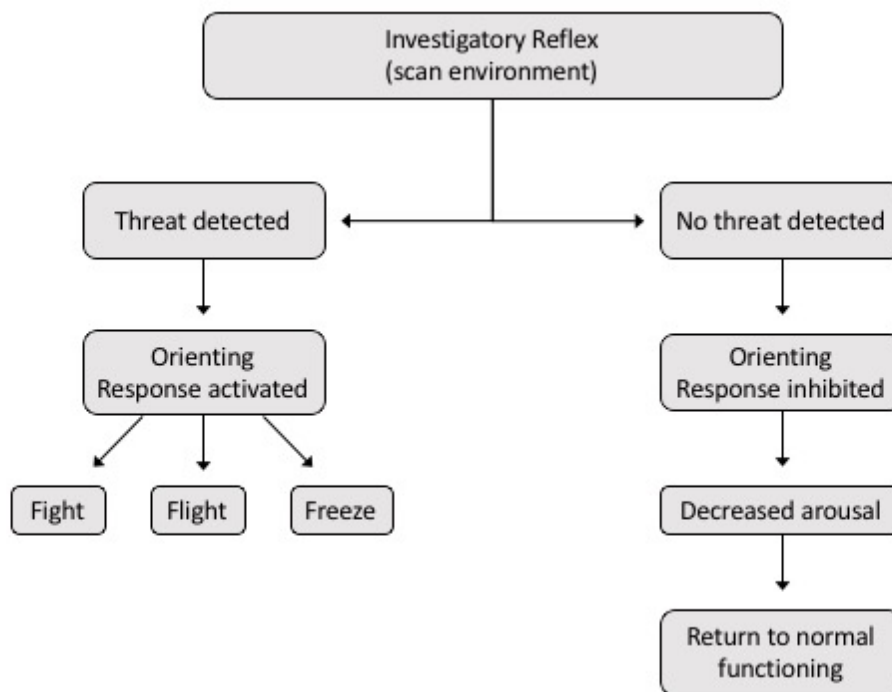 Investigatory Reflex
(scan environment)
Threat detected
No threat detected
Orienting
Response activated
Orienting
Response inhibited
Fight
Flight
Freeze
Decreased arousal
Return to normal
functioning